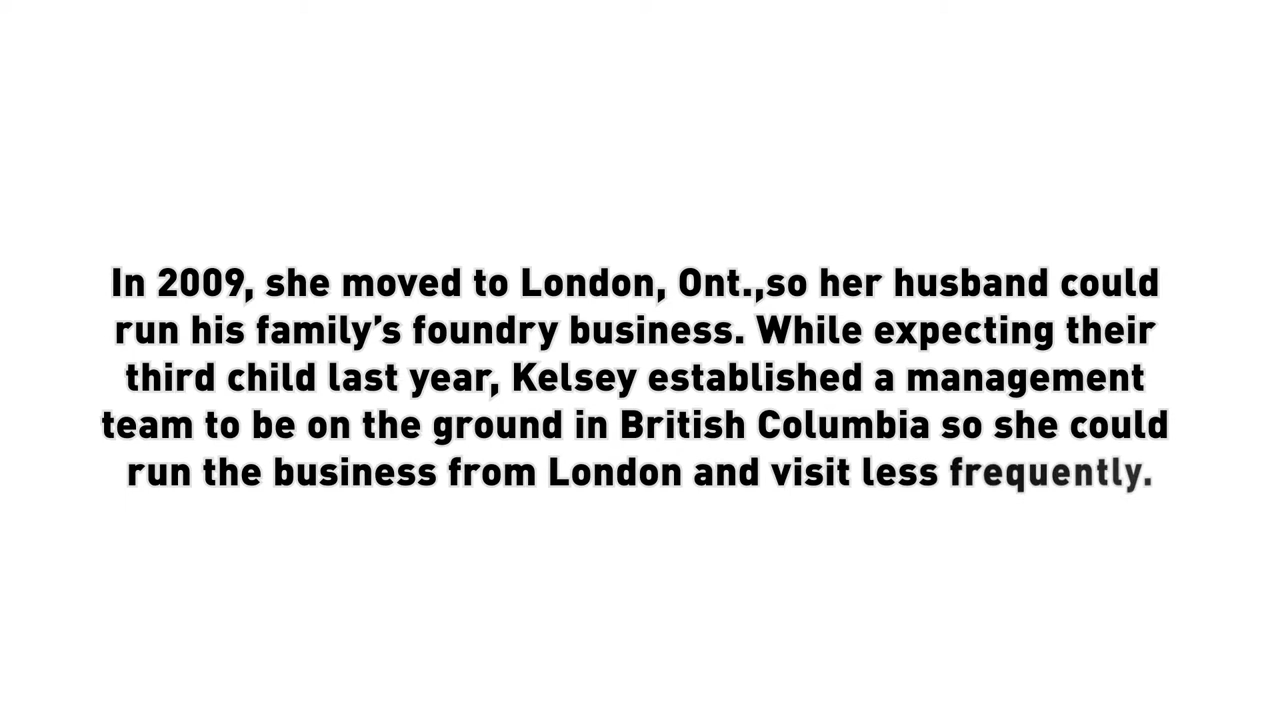 In 2009, she moved to London, Ont.,so her husband could
run his family’s foundry business. While expecting their
third child last year, Kelsey established a management
team to be on the ground in British Columbia so she could
run the business from London and visit less frequently.